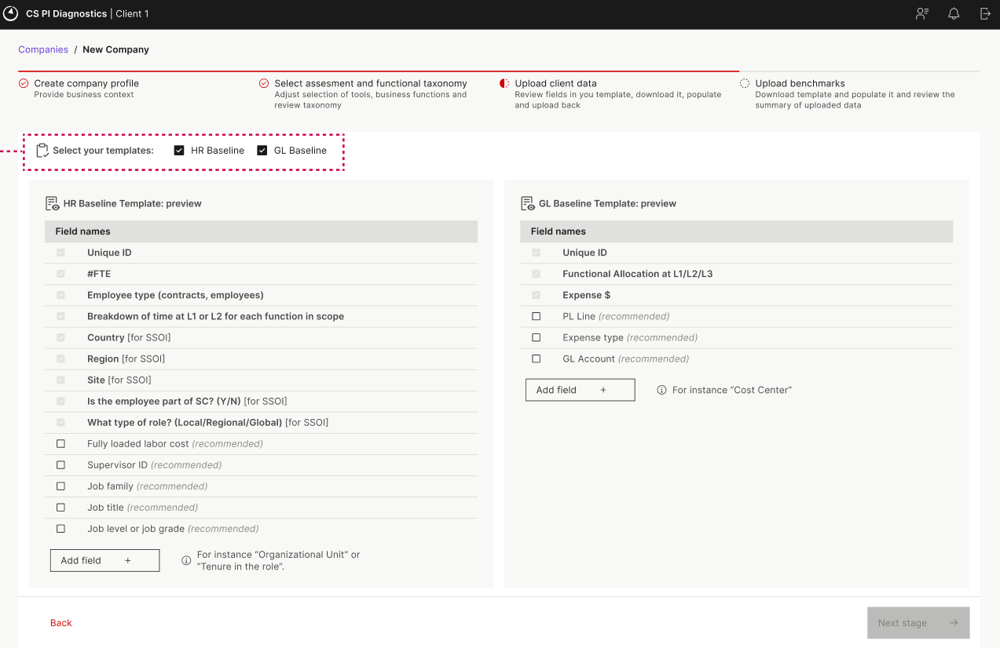 CS PI Diagnostics | Client 1
Companies / New Company
Create company profile
Provide business context
Select assesment and functional taxonomy
Adjust selection of tools, business functions and
review taxonomy
Upload client data
Review fields in you template, download it, populate
and upload back
Upload benchmarks
Download template and populate it and review the
summary of uploaded data
Select your templates: HR Baseline GL Baseline
HR Baseline Template: preview
Field names
Unique ID
#FTE
Employee type (contracts, employees)
Breakdown of time at L1 or L2 for each function in scope
Country [for SSOI]
Region [for SSOI]
Site [for SSOI]
Is the employee part of SC? (Y/N) [for SSOI]
What type of role? (Local/Regional/Global) [for SSOI]
Fully loaded labor cost (recommended)
Supervisor ID (recommended)
Job family (recommended)
Job title (recommended)
Job level or job grade (recommended)
Add field +
For instance “Organizational Unit” or
“Tenure in the role”.
GL Baseline Template: preview
Field names
Unique ID
Functional Allocation at L1/L2/L3
Expense $
PL Line (recommended)
Expense type (recommended)
GL Account (recommended)
Add field +
For instance “Cost Center”
Back
Next stage